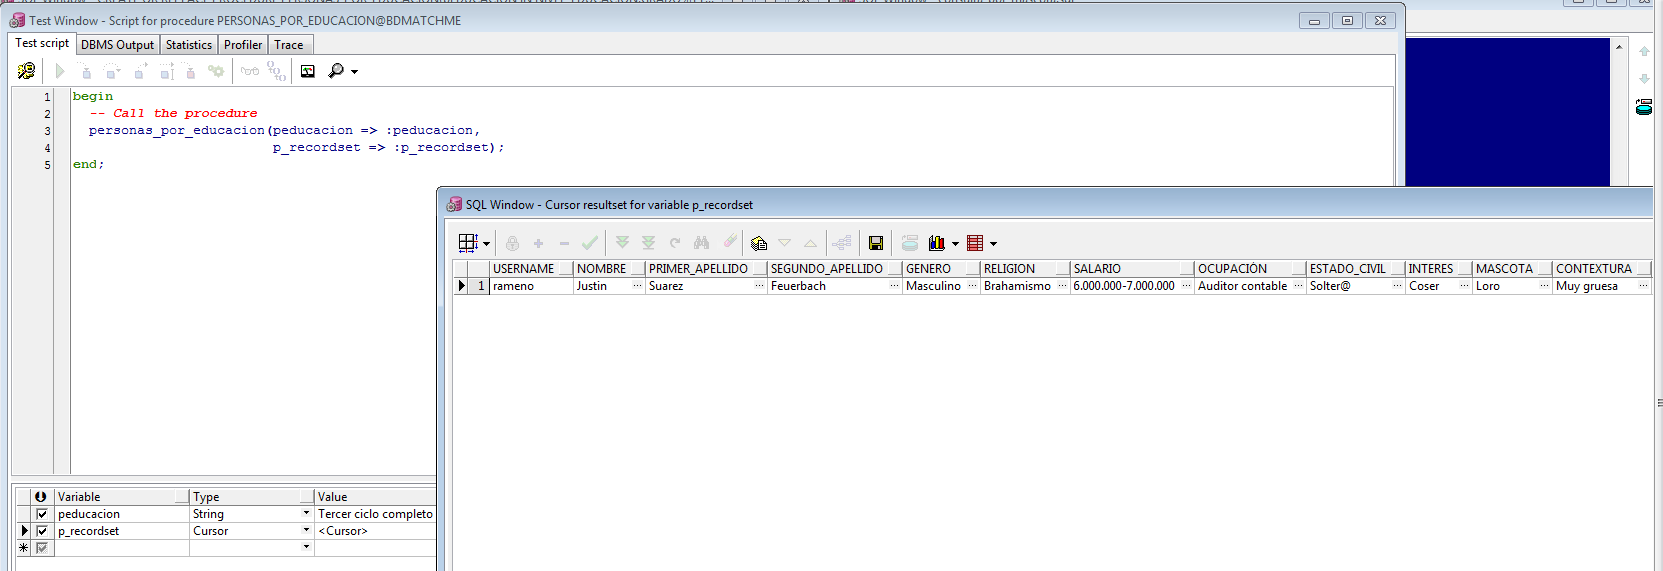 Test Window - Script for procedure PERSONAS_POR_EDUCACION@BDMATCHME
Test script DBMS Output Statistics Profiler Trace
1 begin
2 -- Call the procedure
3 personas_por_educacion(peducacion => :peducacion,
4 p_recordset => :p_recordset);
5 end;
SQL Window - Cursor resultset for variable p_recordset
USERNAME NOMBRE PRIMER_APELLIDO SEGUNDO_APELLIDO GENERO RELIGION SALARIO OCUPACIÓN ESTADO_CIVIL INTERES MASCOTA CONTEXTURA
1 rameno Justin Suarez Feuerbach Masculino Brahamismo 6.000.000-7.000.000 Auditor contable Solter@ Coser Loro Muy gruesa
Variable Type Value
peducacion String Tercer ciclo completo
p_recordset Cursor <Cursor>